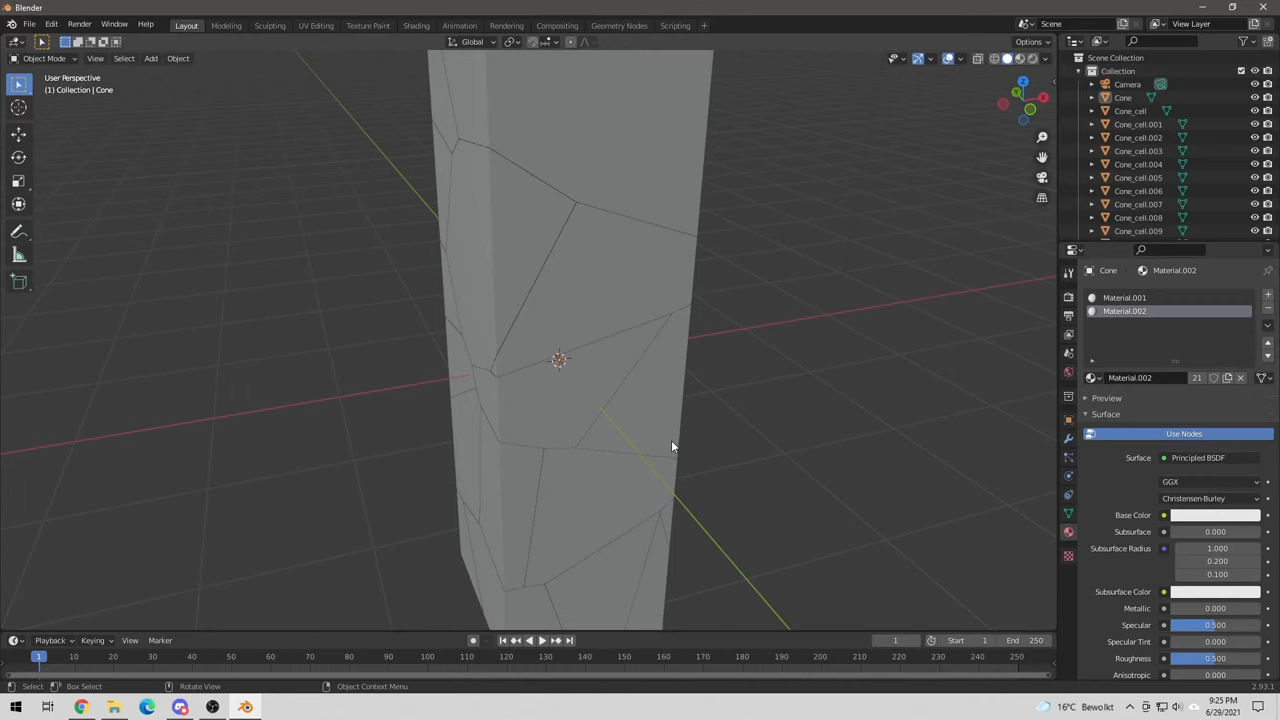 Blender
File Edit Render Window Help Layout Modeling Sculpting UV Editing Texture Paint Shading Animation Rendering Compositing Geometry Nodes Scripting + Scene View Layer
Global Options
Object Mode View Select Add Object
User Perspective
(1) Collection | Cone
X
Y
Z
Scene Collection
Collection
Camera
Cone
Cone_cell
Cone_cell.001
Cone_cell.002
Cone_cell.003
Cone_cell.004
Cone_cell.005
Cone_cell.006
Cone_cell.007
Cone_cell.008
Cone_cell.009
Cone Material.002
Material.001
Material.002
Material.002 21
Preview
Surface
Use Nodes
Surface Principled BSDF
GGX
Christensen-Burley
Base Color
Subsurface 0.000
Subsurface Radius 1.000
0.200
0.100
Subsurface Color
Metallic 0.000
Specular 0.500
Specular Tint 0.000
Roughness 0.500
Anisotropic 0.000
Playback Keying View Marker 1 Start 1 End 250
1 10 20 30 40 50 60 70 80 90 100 110 120 130 140 150 160 170 180 190 200 210 220 230 240 250
Select Box Select Rotate View Object Context Menu 2.93.1
16°C Bewolkt 9:25 PM
6/29/2021